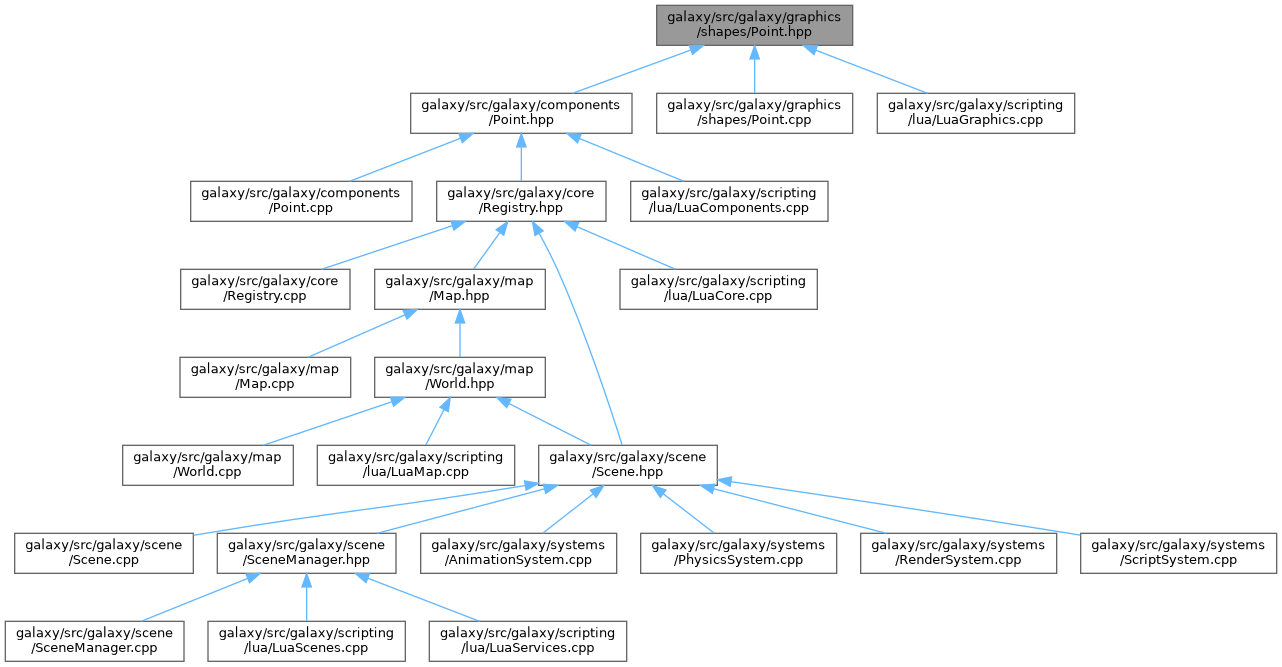 galaxy/src/galaxy/graphics
/shapes/Point.hpp
galaxy/src/galaxy/components
/Point.hpp
galaxy/src/galaxy/graphics
shapes/Point.cpp
galaxy/src/galaxy/scripting
/lua/LuaGraphics.cpp
galaxy/src/galaxy/components
/Point.cpp
galaxy/src/galaxy/core
/Registry.hpp
galaxy/src/galaxy/scripting
/lua/LuaComponents.cpp
galaxy/src/galaxy/core
/Registry.cpp
galaxy/src/galaxy/map
/Map.hpp
galaxy/src/galaxy/scripting
/lua/LuaCore.cpp
galaxy/src/galaxy/map
/Map.cpp
galaxy/src/galaxy/map
/World.hpp
galaxy/src/galaxy/map
/World.cpp
galaxy/src/galaxy/scripting
/lua/LuaMap.cpp
galaxy/src/galaxy/scene
/Scene.hpp
galaxy/src/galaxy/scene
/Scene.cpp
galaxy/src/galaxy/scene
/SceneManager.hpp
galaxy/src/galaxy/systems
/AnimationSystem.cpp
galaxy/src/galaxy/systems
/PhysicsSystem.cpp
galaxy/src/galaxy/systems
/RenderSystem.cpp
galaxy/src/galaxy/systems
/ScriptSystem.cpp
galaxy/src/galaxy/scene
/SceneManager.cpp
galaxy/src/galaxy/scripting
/lua/LuaScenes.cpp
galaxy/src/galaxy/scripting
/lua/LuaServices.cpp